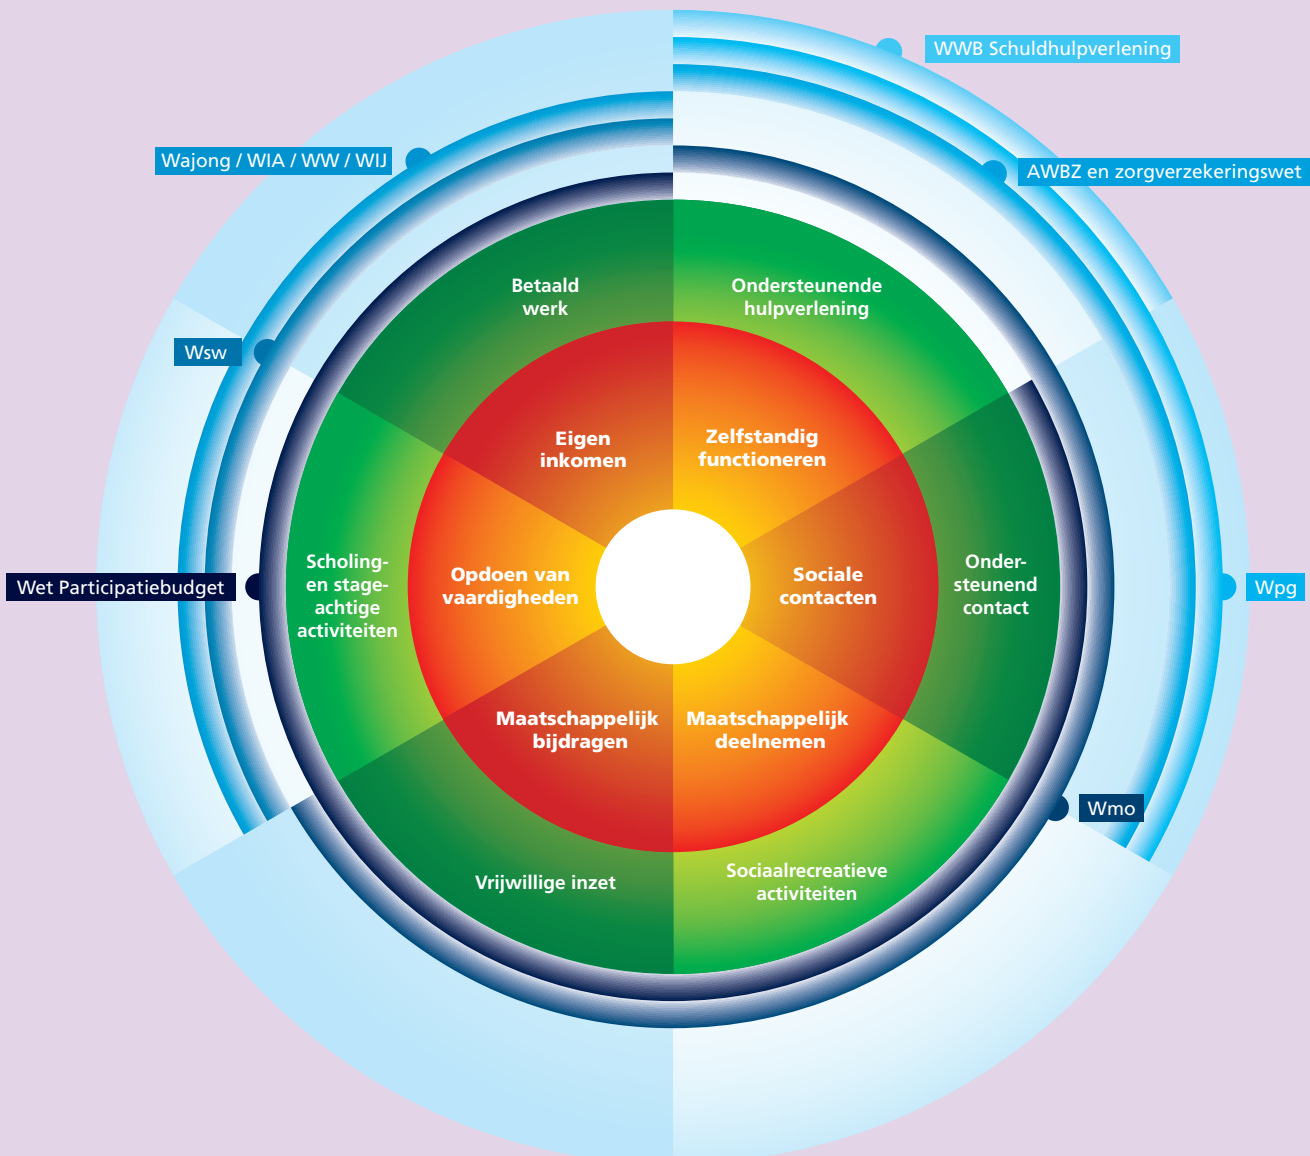 WWB Schuldhulpverlening
Wajong / WIA / WW / WIJ
AWBZ en zorgverzekeringswet
Betaald
werk
Ondersteunende
hulpverlening
Wsw
Eigen
inkomen
Zelfstandig
functioneren
Scholing-
en stage-
achtige
activiteiten
Opdoen van
vaardigheden
Sociale
contacten
Onder-
steunend
contact
Wet Participatiebudget
Wpg
Maatschappelijk
bijdragen
Maatschappelijk
deelnemen
Wmo
Vrijwillige inzet
Sociaalrecreatieve
activiteiten